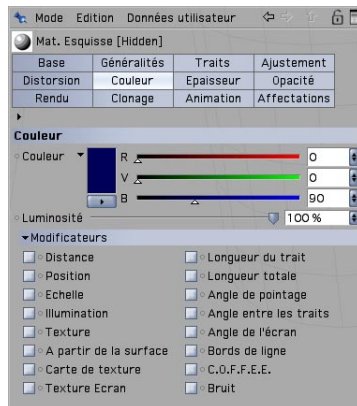 Mode Edition Données utilisateur
Mat. Esquisse [Hidden]
Base Généralités Traits Ajustement
Distorsion Couleur Epaisseur Opacité
Rendu Clonage Animation Affectations
Couleur
Couleur R 0
V 0
B 90
Luminosité 100 %
Modificateurs
Distance Longueur du trait
Position Longueur totale
Echelle Angle de pointage
Illumination Angle entre les traits
Texture Angle de l'écran
A partir de la surface Bords de ligne
Carte de texture C.O.F.F.E.E.
Texture Ecran Bruit